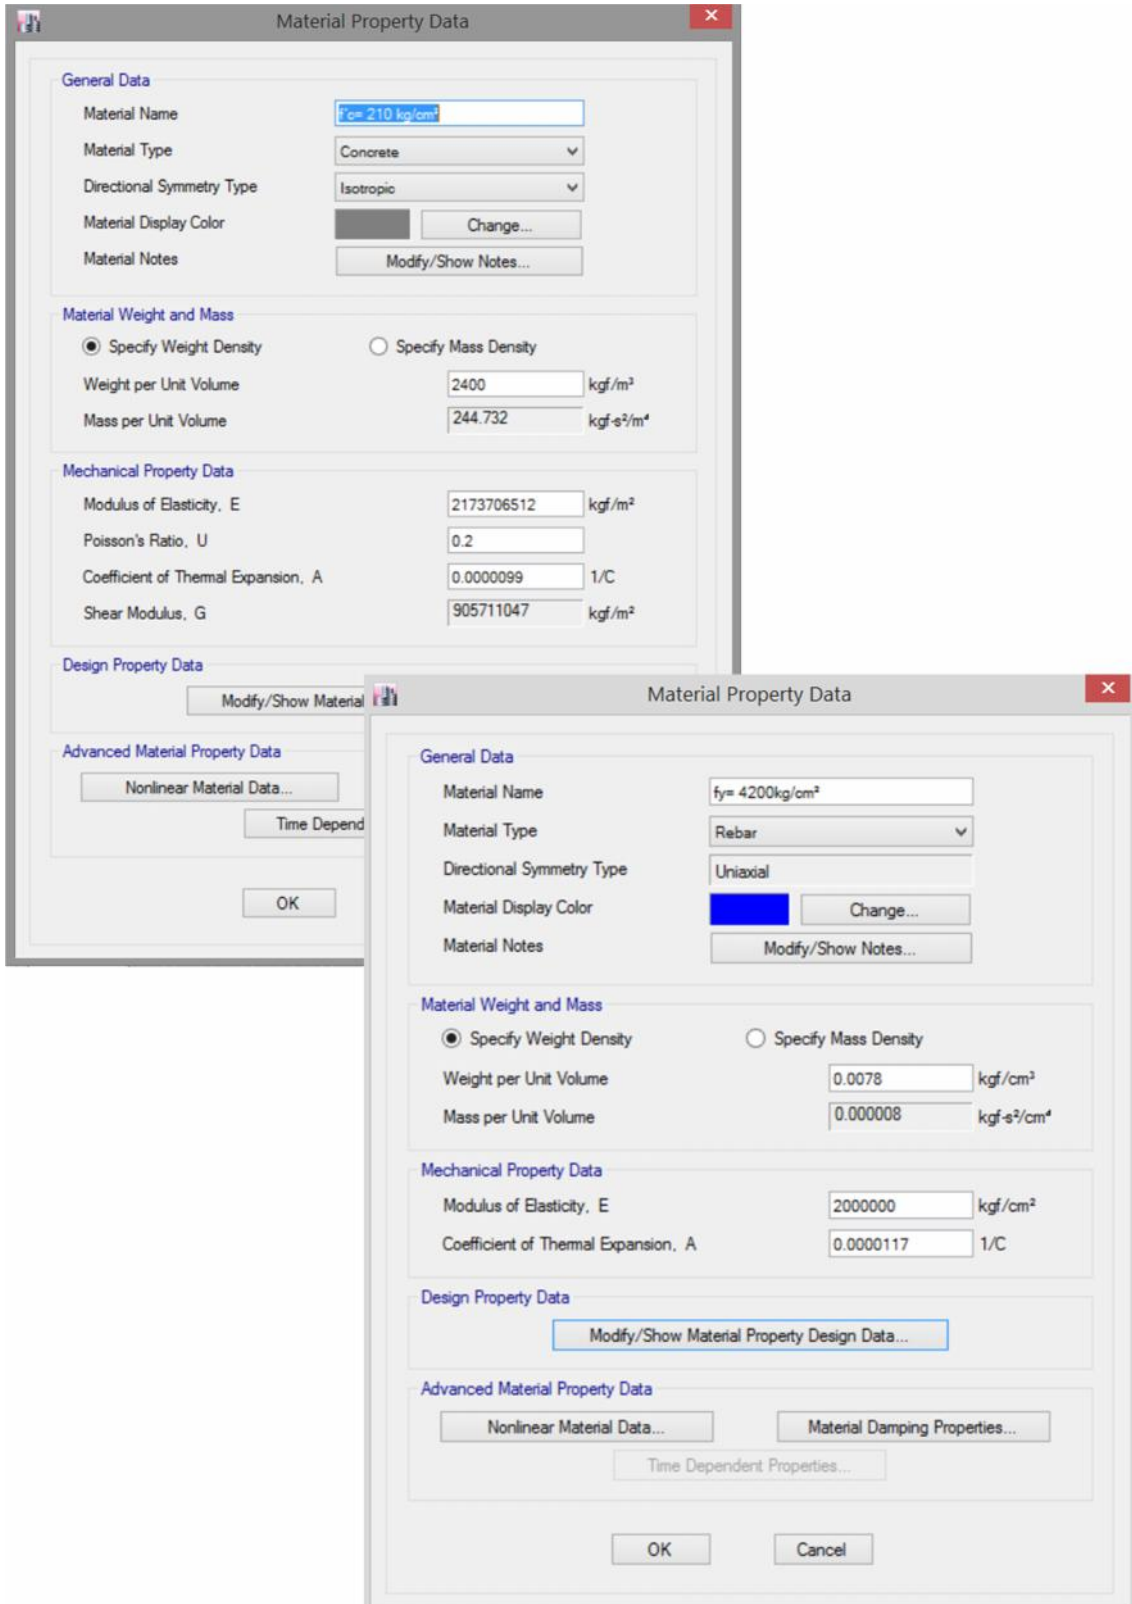 Material Property Data
General Data
Material Name f'c= 210 kg/cm²
Material Type Concrete
Directional Symmetry Type Isotropic
Material Display Color Change...
Material Notes Modify/Show Notes...
Material Weight and Mass
Specify Weight Density Specify Mass Density
Weight per Unit Volume 2400 kgf/m³
Mass per Unit Volume 244.732 kgf-s²/m⁴
Mechanical Property Data
Modulus of Elasticity, E 2173706512 kgf/m²
Poisson's Ratio, U 0.2
Coefficient of Thermal Expansion, A 0.0000099 1/C
Shear Modulus, G 905711047 kgf/m²
Design Property Data
Modify/Show Material
Advanced Material Property Data
Nonlinear Material Data...
Time Depend
OK
Material Property Data
General Data
Material Name fy= 4200kg/cm²
Material Type Rebar
Directional Symmetry Type Uniaxial
Material Display Color Change...
Material Notes Modify/Show Notes...
Material Weight and Mass
Specify Weight Density Specify Mass Density
Weight per Unit Volume 0.0078 kgf/cm³
Mass per Unit Volume 0.000008 kgf-s²/cm⁴
Mechanical Property Data
Modulus of Elasticity, E 2000000 kgf/cm²
Coefficient of Thermal Expansion, A 0.0000117 1/C
Design Property Data
Modify/Show Material Property Design Data...
Advanced Material Property Data
Nonlinear Material Data... Material Damping Properties...
Time Dependent Properties...
OK Cancel